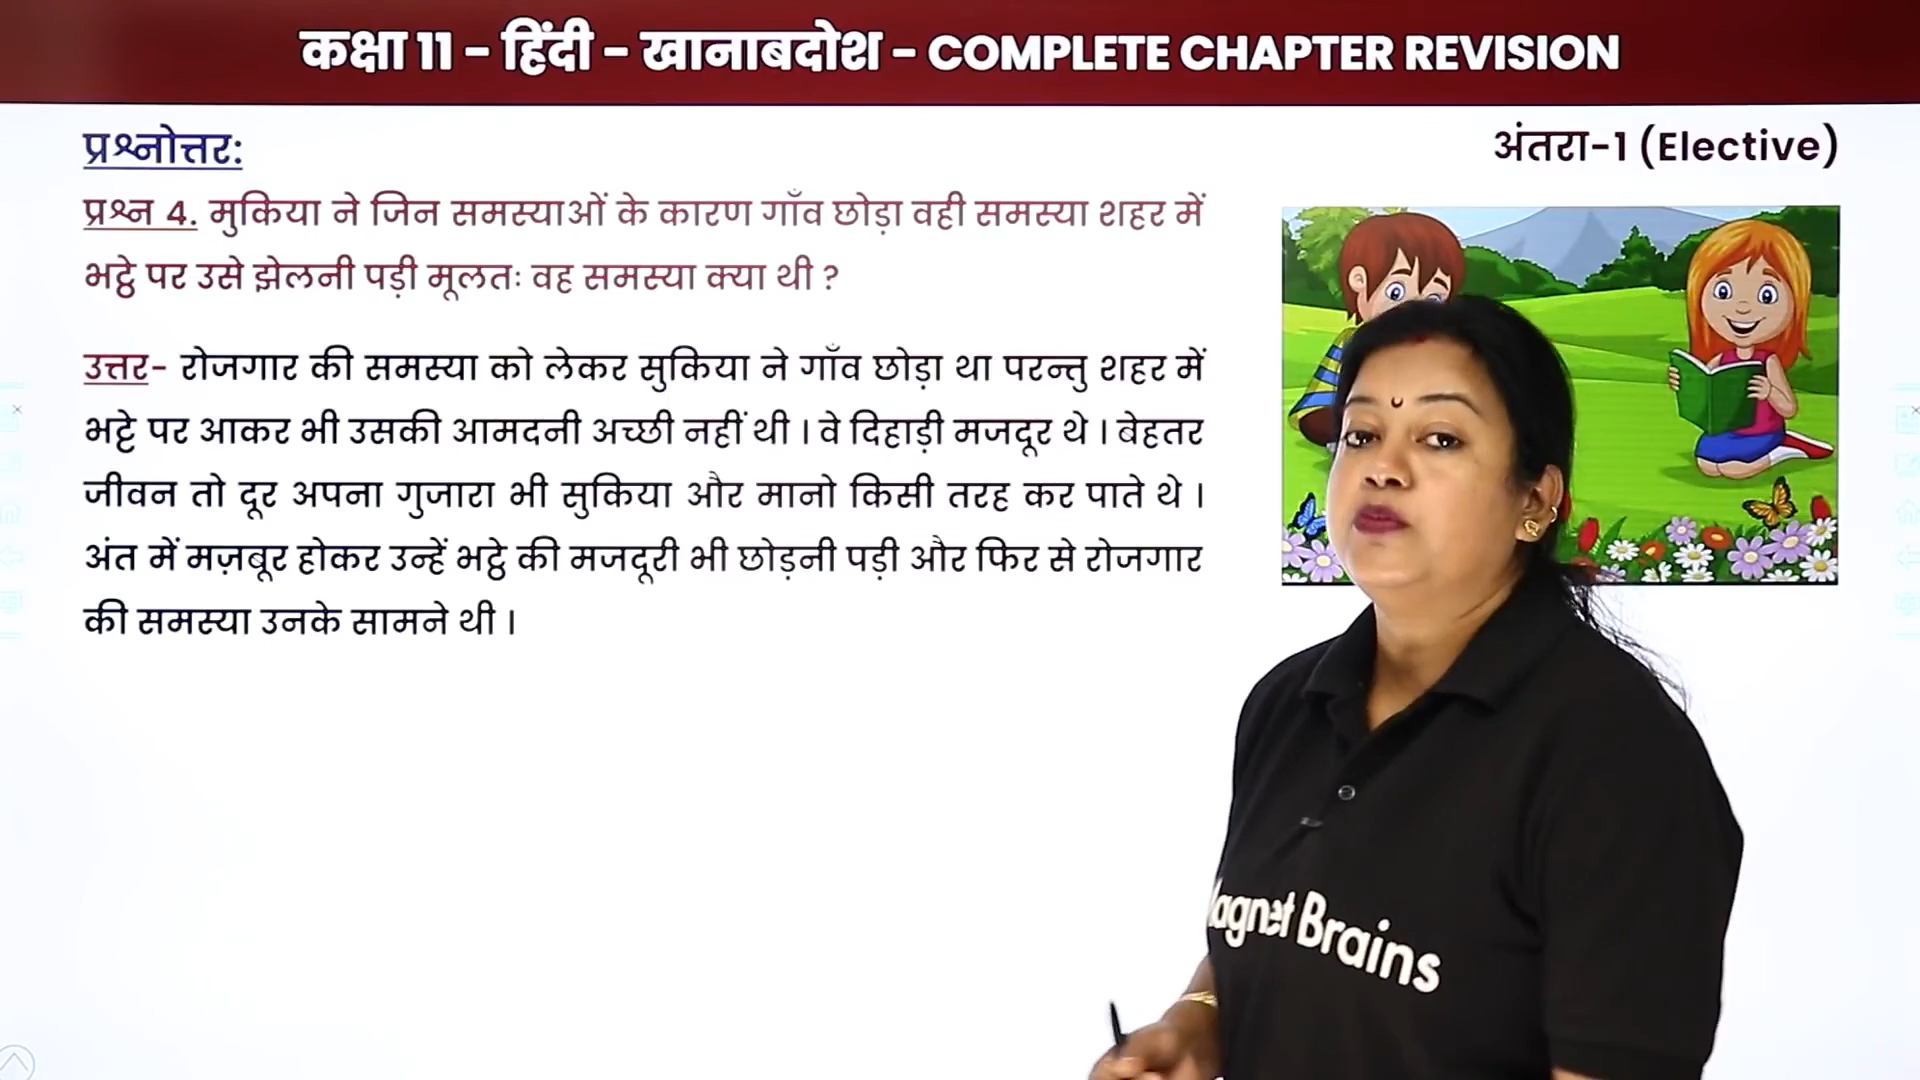 कक्षा 11 - हिंदी - खानाबदोश - COMPLETE CHAPTER REVISION
प्रश्नोत्तर:
अंतरा-1 (Elective)
प्रश्न 4. मुकिया ने जिन समस्याओं के कारण गाँव छोड़ा वही समस्या शहर में
भट्ठे पर उसे झेलनी पड़ी मूलतः वह समस्या क्या थी ?
उत्तर- रोजगार की समस्या को लेकर सुकिया ने गाँव छोड़ा था परन्तु शहर में
भट्टे पर आकर भी उसकी आमदनी अच्छी नहीं थी । वे दिहाड़ी मजदूर थे । बेहतर
जीवन तो दूर अपना गुजारा भी सुकिया और मानो किसी तरह कर पाते थे ।
अंत में मज़बूर होकर उन्हें भट्ठे की मजदूरी भी छोड़नी पड़ी और फिर से रोजगार
की समस्या उनके सामने थी ।
agnet Brains